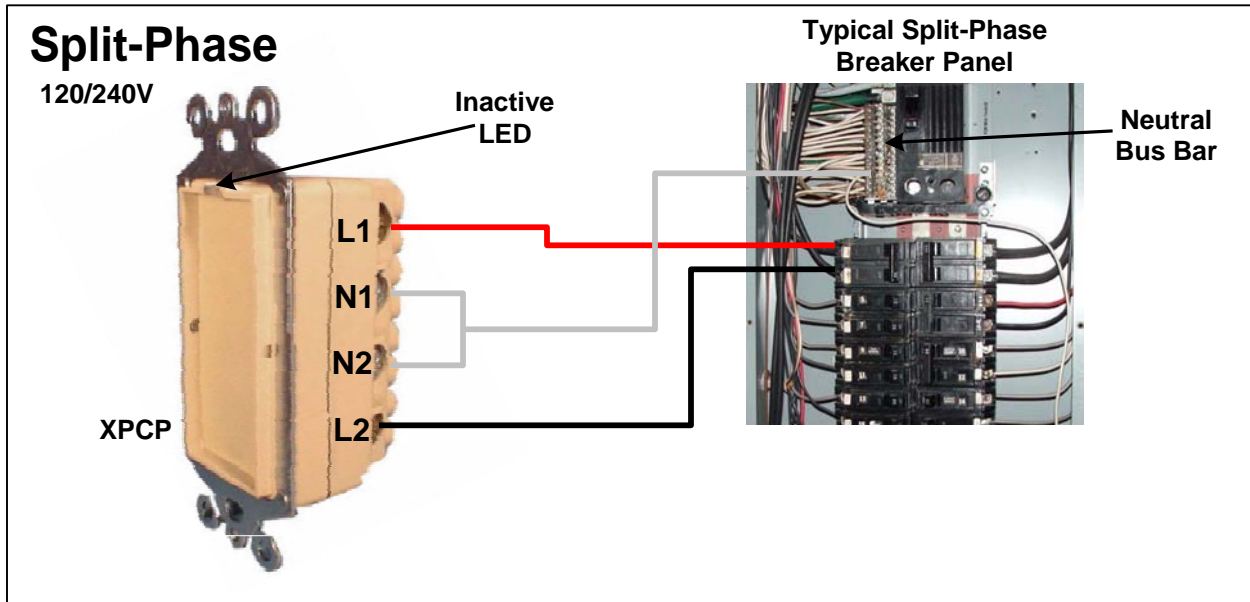 Split-Phase
120/240V
Inactive
LED
Typical Split-Phase
Breaker Panel
Neutral
Bus Bar
L1
N1
N2
L2
XPCP